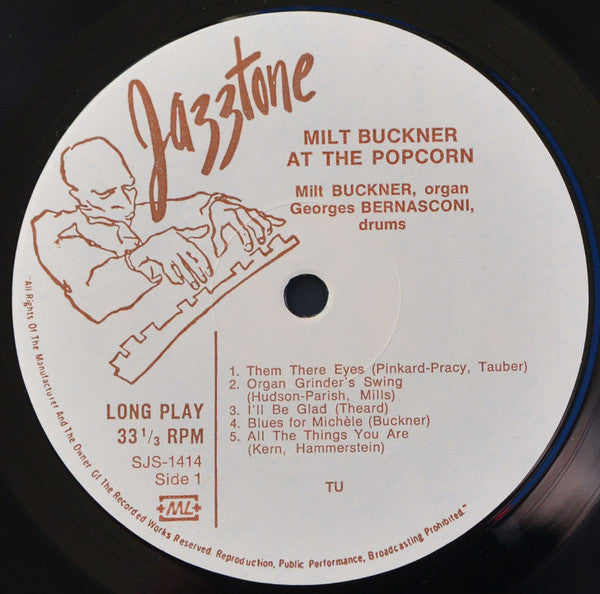 Jazztone
MILT BUCKNER
AT THE POPCORN
Milt BUCKNER, organ
Georges BERNASCONI,
drums
1. Them There Eyes (Pinkard-Pracy, Tauber)
2. Organ Grinder's Swing
(Hudson-Parish, Mills)
3. I'll Be Glad (Theard)
4. Blues for Michèle (Buckner)
5. All The Things You Are
(Kern, Hammerstein)
TU
LONG PLAY
33 1/3 RPM
SJS-1414
Side 1
ML
"All Rights Of The Manufacturer And The Owner Of The Recorded Works Reserved. Reproduction, Public Performance, Broadcasting Prohibited."